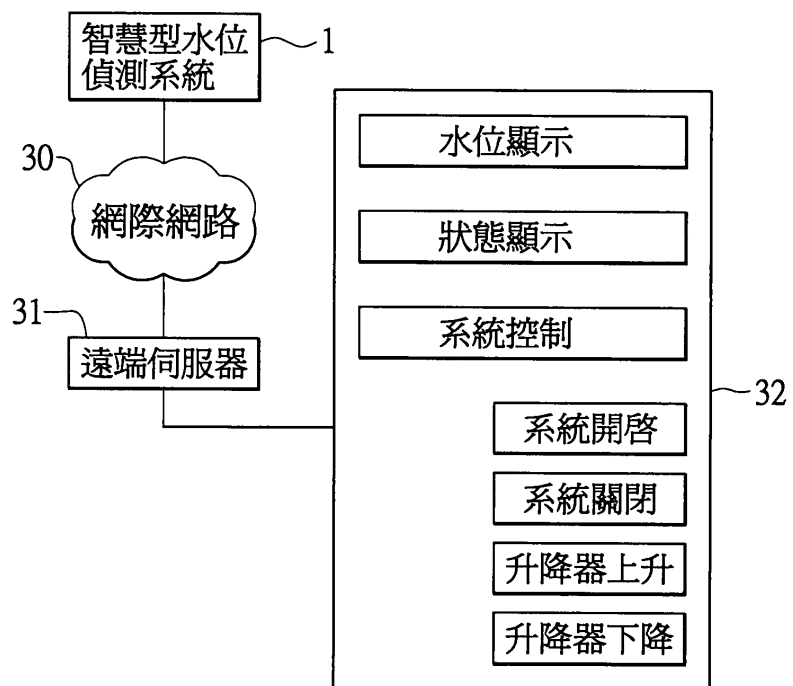 智慧型水位
偵測系統
1
30
網際網路
31
遠端伺服器
水位顯示
狀態顯示
系統控制
系統開啓
系統關閉
升降器上升
升降器下降
32